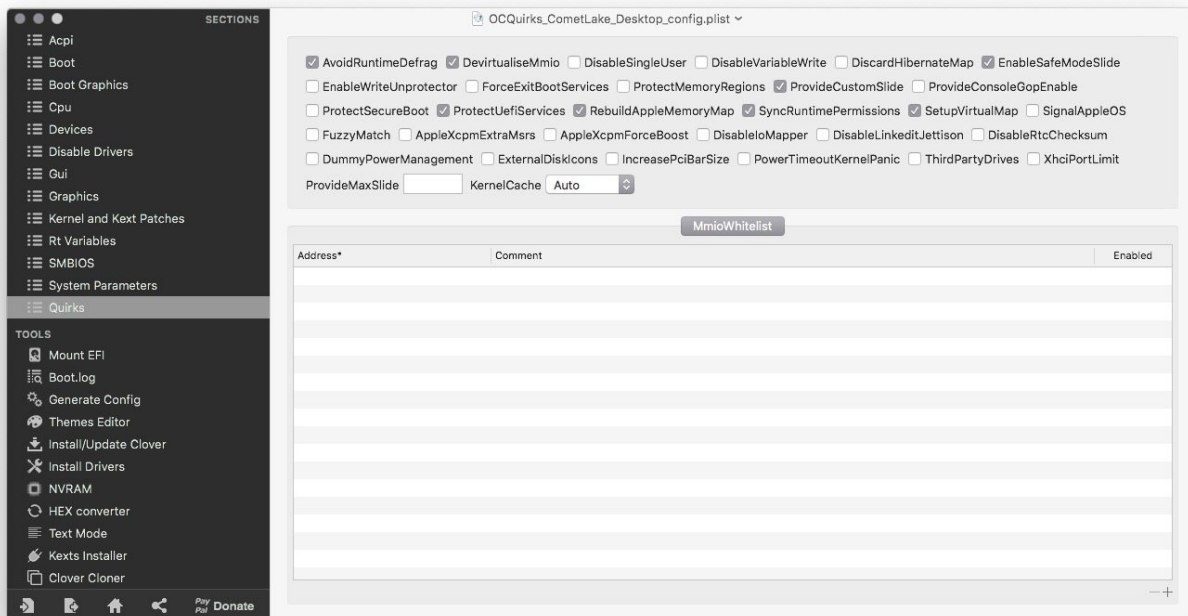 SECTIONS
Acpi
Boot
Boot Graphics
Cpu
Devices
Disable Drivers
Gui
Graphics
Kernel and Kext Patches
Rt Variables
SMBIOS
System Parameters
Quirks
TOOLS
Mount EFI
Boot.log
Generate Config
Themes Editor
Install/Update Clover
Install Drivers
NVRAM
HEX converter
Text Mode
Kexts Installer
Clover Cloner
Pay Pal Donate
OCQuirks_CometLake_Desktop_config.plist
AvoidRuntimeDefrag DevirtualiseMmio DisableSingleUser DisableVariableWrite DiscardHibernateMap EnableSafeModeSlide
EnableWriteUnprotector ForceExitBootServices ProtectMemoryRegions ProvideCustomSlide ProvideConsoleGopEnable
ProtectSecureBoot ProtectUefiServices RebuildAppleMemoryMap SyncRuntimePermissions SetupVirtualMap SignalAppleOS
FuzzyMatch AppleXcpmExtraMsrs AppleXcpmForceBoost DisableIoMapper DisableLinkeditJettison DisableRtcChecksum
DummyPowerManagement ExternalDiskIcons IncreasePciBarSize PowerTimeoutKernelPanic ThirdPartyDrives XhciPortLimit
ProvideMaxSlide KernelCache Auto
MmioWhitelist
Address* Comment Enabled